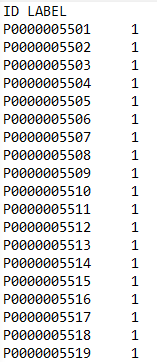 ID LABEL
P0000005501 1
P0000005502 1
P0000005503 1
P0000005504 1
P0000005505 1
P0000005506 1
P0000005507 1
P0000005508 1
P0000005509 1
P0000005510 1
P0000005511 1
P0000005512 1
P0000005513 1
P0000005514 1
P0000005515 1
P0000005516 1
P0000005517 1
P0000005518 1
P0000005519 1